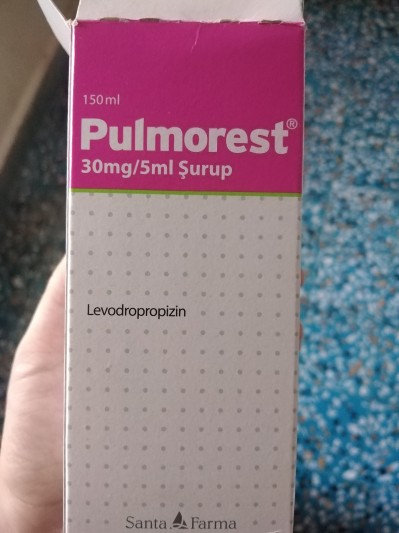 150 ml
Pulmorest®
30mg/5ml Şurup
Levodropropizin
Santa Farma